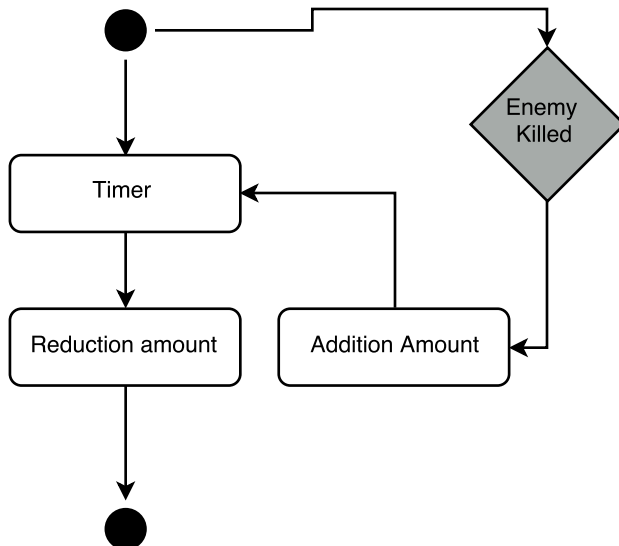 Enemy
Killed
Timer
Reduction amount
Addition Amount